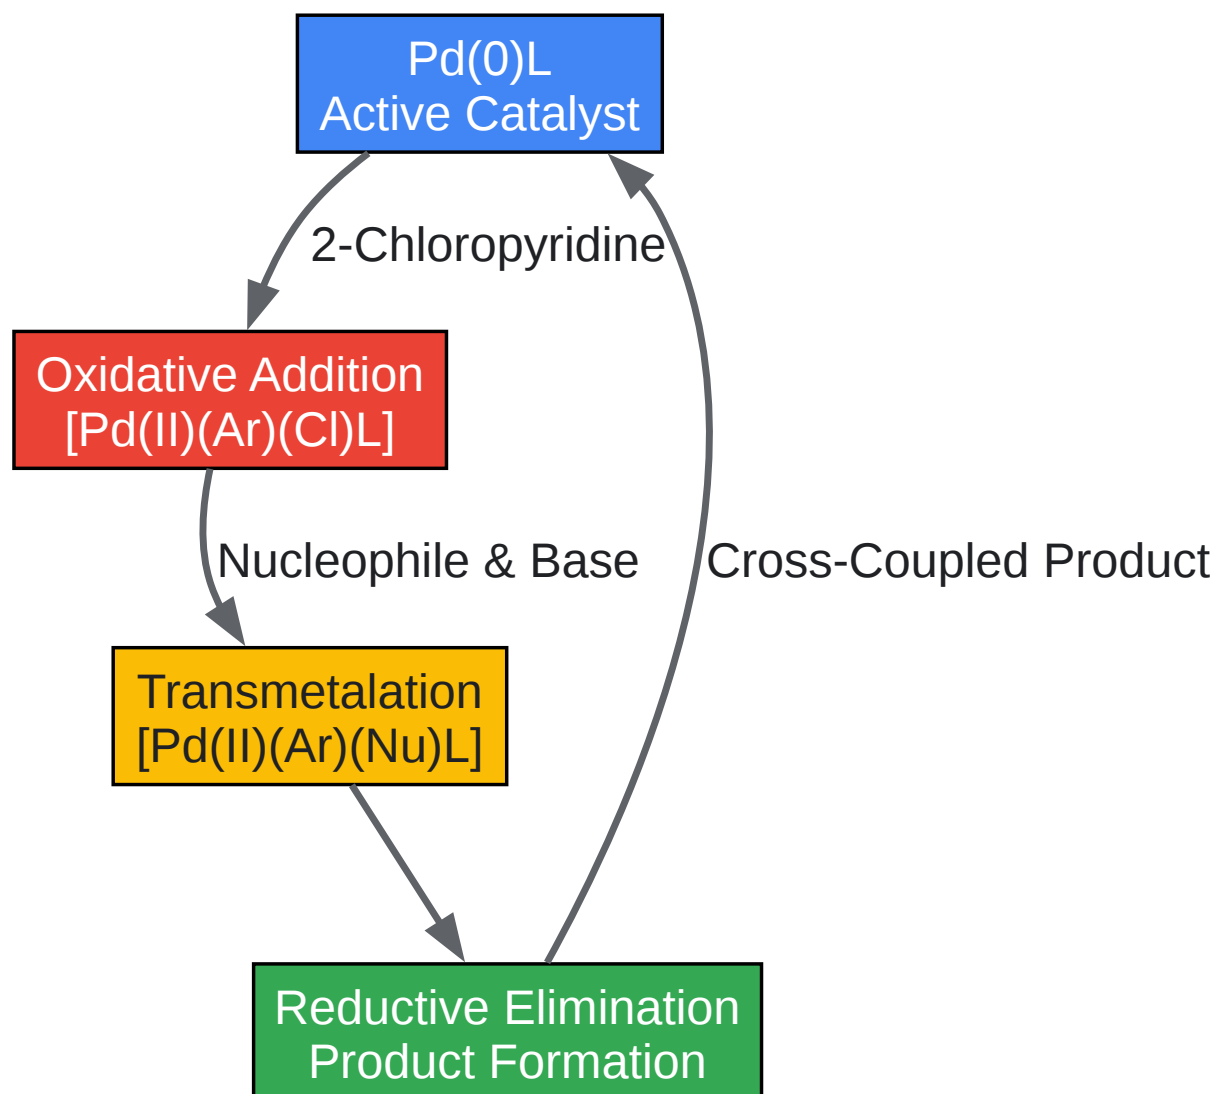 Pd(0)L
Active Catalyst
2-Chloropyridine
Oxidative Addition
[Pd(II)(Ar)(Cl)L]
Nucleophile & Base
Cross-Coupled Product
Transmetalation
[Pd(II)(Ar)(Nu)L]
Reductive Elimination
Product Formation